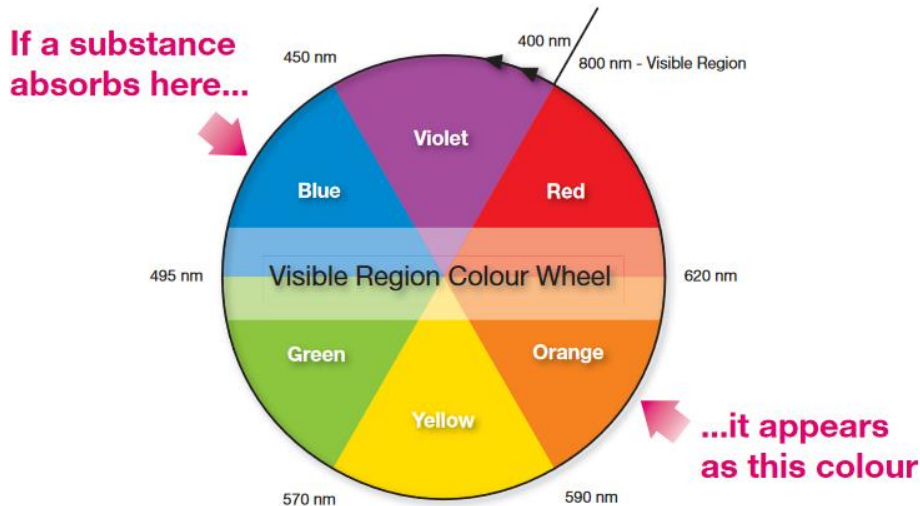 If a substance
absorbs here...
450 nm
400 nm
800 nm - Visible Region
Violet
Blue
Red
495 nm
Visible Region Colour Wheel
620 nm
Green
Orange
Yellow
...it appears
as this colour
570 nm
590 nm